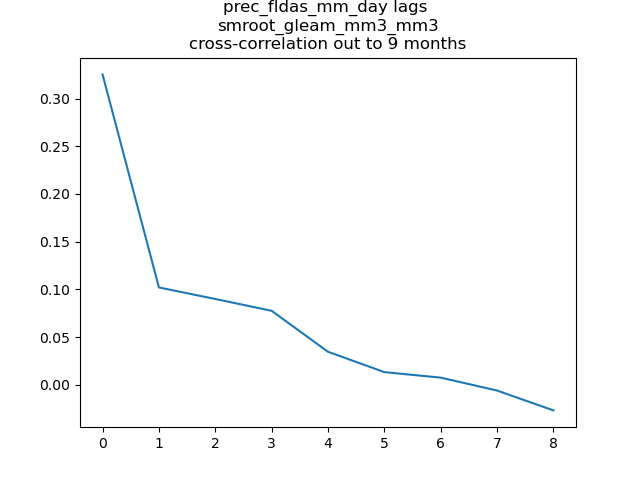 prec_fldas_mm_day lags
smroot_gleam_mm3_mm3
cross-correlation out to 9 months
0.30
0.25
0.20
0.15
0.10
0.05
0.00
0 1 2 3 4 5 6 7 8